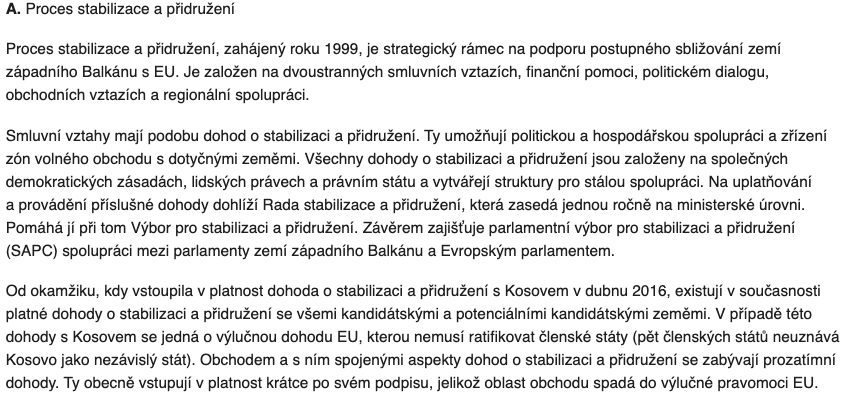 A. Proces stabilizace a přidružení
Proces stabilizace a přidružení, zahájený roku 1999, je strategický rámec na podporu postupného sbližování zemí
západního Balkánu s EU. Je založen na dvoustranných smluvních vztazích, finanční pomoci, politickém dialogu,
obchodních vztazích a regionální spolupráci.
Smluvní vztahy mají podobu dohod o stabilizaci a přidružení. Ty umožňují politickou a hospodářskou spolupráci a zřízení
zón volného obchodu s dotyčnými zeměmi. Všechny dohody o stabilizaci a přidružení jsou založeny na společných
demokratických zásadách, lidských právech a právním státu a vytvářejí struktury pro stálou spolupráci. Na uplatňování
a provádění příslušné dohody dohlíží Rada stabilizace a přidružení, která zasedá jednou ročně na ministerské úrovni.
Pomáhá jí při tom Výbor pro stabilizaci a přidružení. Závěrem zajišťuje parlamentní výbor pro stabilizaci a přidružení
(SAPC) spolupráci mezi parlamenty zemí západního Balkánu a Evropským parlamentem.
Od okamžiku, kdy vstoupila v platnost dohoda o stabilizaci a přidružení s Kosovem v dubnu 2016, existují v současnosti
platné dohody o stabilizaci a přidružení se všemi kandidátskými a potenciálními kandidátskými zeměmi. V případě této
dohody s Kosovem se jedná o výlučnou dohodu EU, kterou nemusí ratifikovat členské státy (pět členských států neuznává
Kosovo jako nezávislý stát). Obchodem a s ním spojenými aspekty dohod o stabilizaci a přidružení se zabývají prozatímní
dohody. Ty obecně vstupují v platnost krátce po svém podpisu, jelikož oblast obchodu spadá do výlučné pravomoci EU.